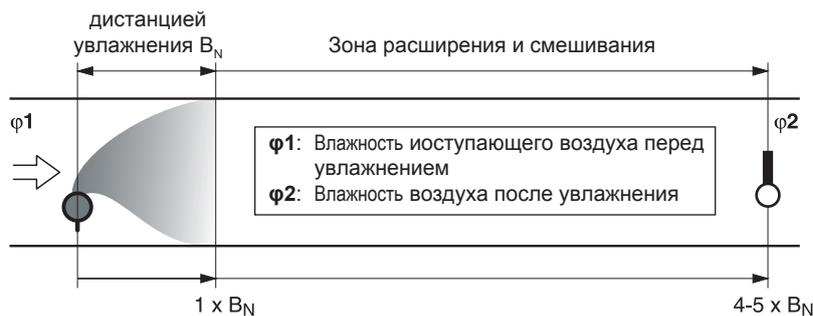 дистанцией
увлажнения B_N
Зона расширения и смешивания
φ1
φ2
φ1: Влажность иоступающего воздуха перед
увлажнением
φ2: Влажность воздуха после увлажнения
1 x B_N
4-5 x B_N